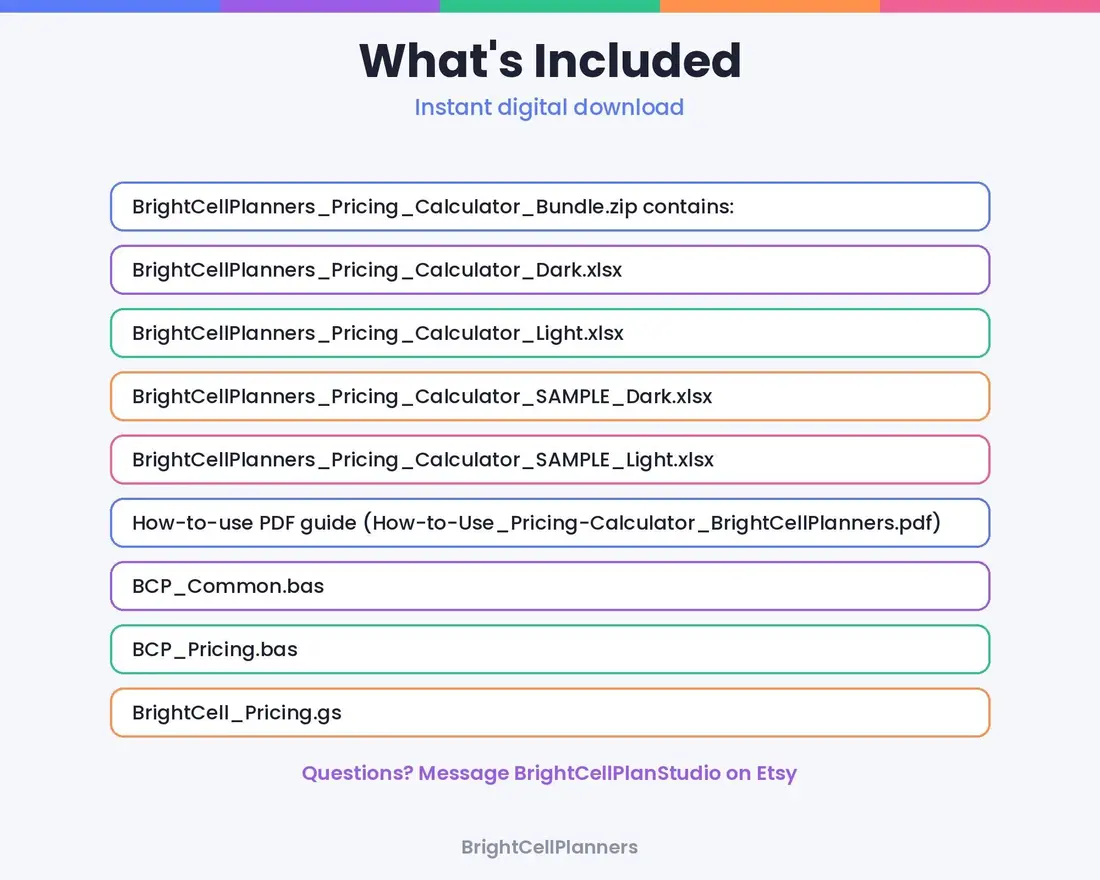 What's Included
Instant digital download
BrightCellPlanners_Pricing_Calculator_Bundle.zip contains:
BrightCellPlanners_Pricing_Calculator_Dark.xlsx
BrightCellPlanners_Pricing_Calculator_Light.xlsx
BrightCellPlanners_Pricing_Calculator_SAMPLE_Dark.xlsx
BrightCellPlanners_Pricing_Calculator_SAMPLE_Light.xlsx
How-to-use PDF guide (How-to-Use_Pricing-Calculator_BrightCellPlanners.pdf)
BCP_Common.bas
BCP_Pricing.bas
BrightCell_Pricing.gs
Questions? Message BrightCellPlanStudio on Etsy
BrightCellPlanners